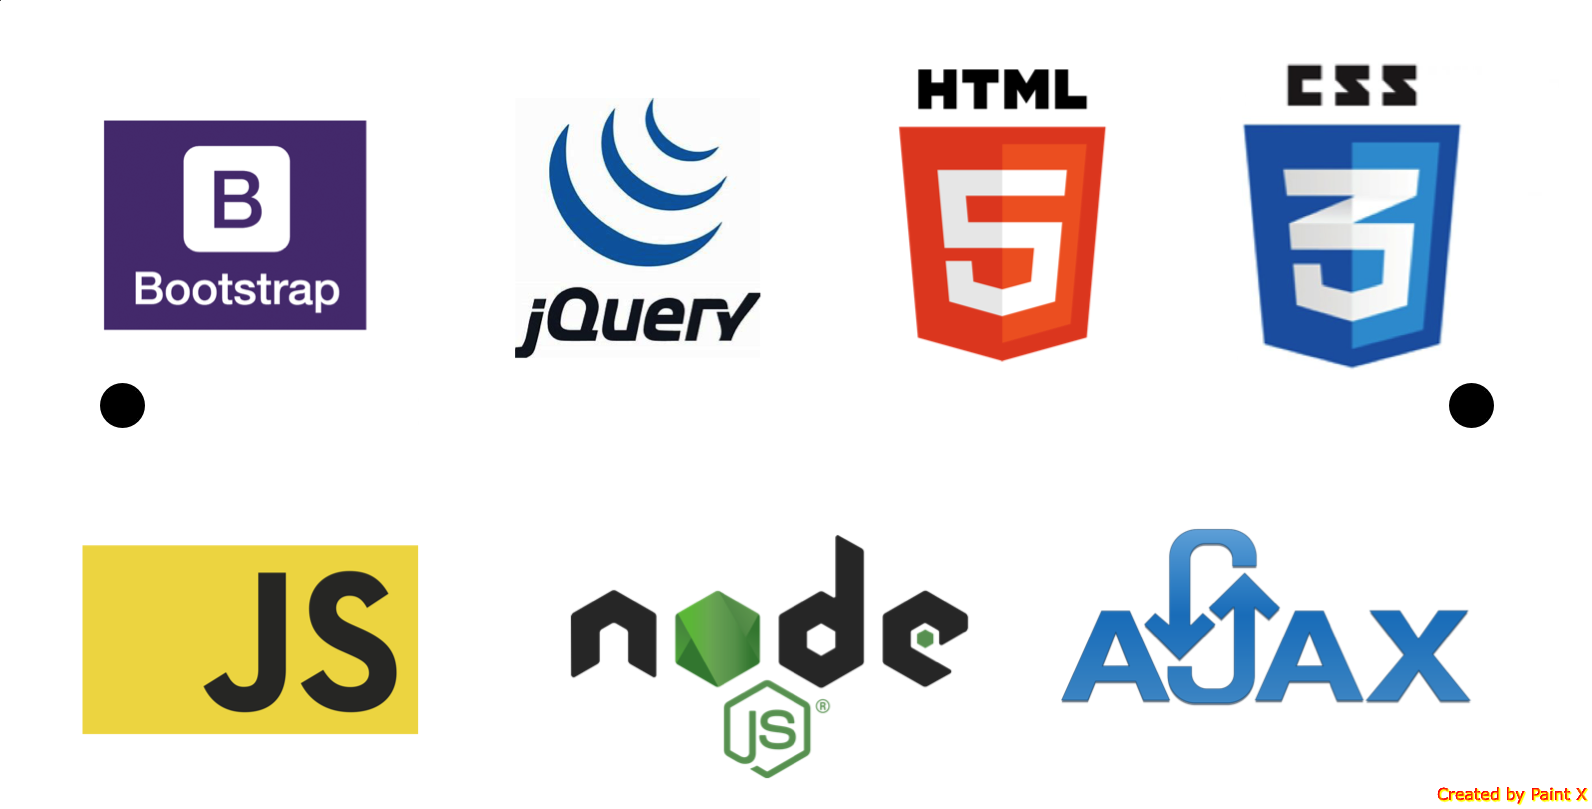 HTML
CSS
B
Bootstrap
jQuery
5
3
JS
node
JS®
AJAX
Created by Paint X